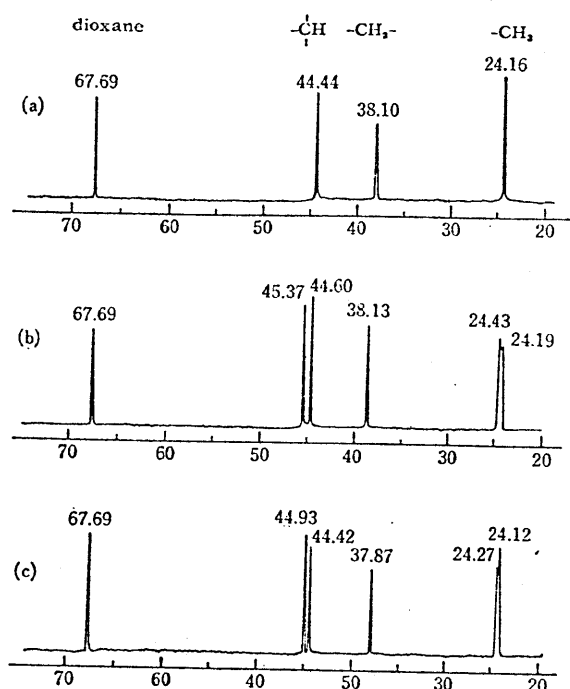 dioxane -CH -CH₂- -CH₃
(a) 67.69 44.44 38.10 24.16
70 60 50 40 30 20
(b) 67.69 45.37 44.60 38.13 24.43 24.19
70 60 50 40 30 20
(c) 67.69 44.93 44.42 37.87 24.27 24.12
70 60 50 40 30 20